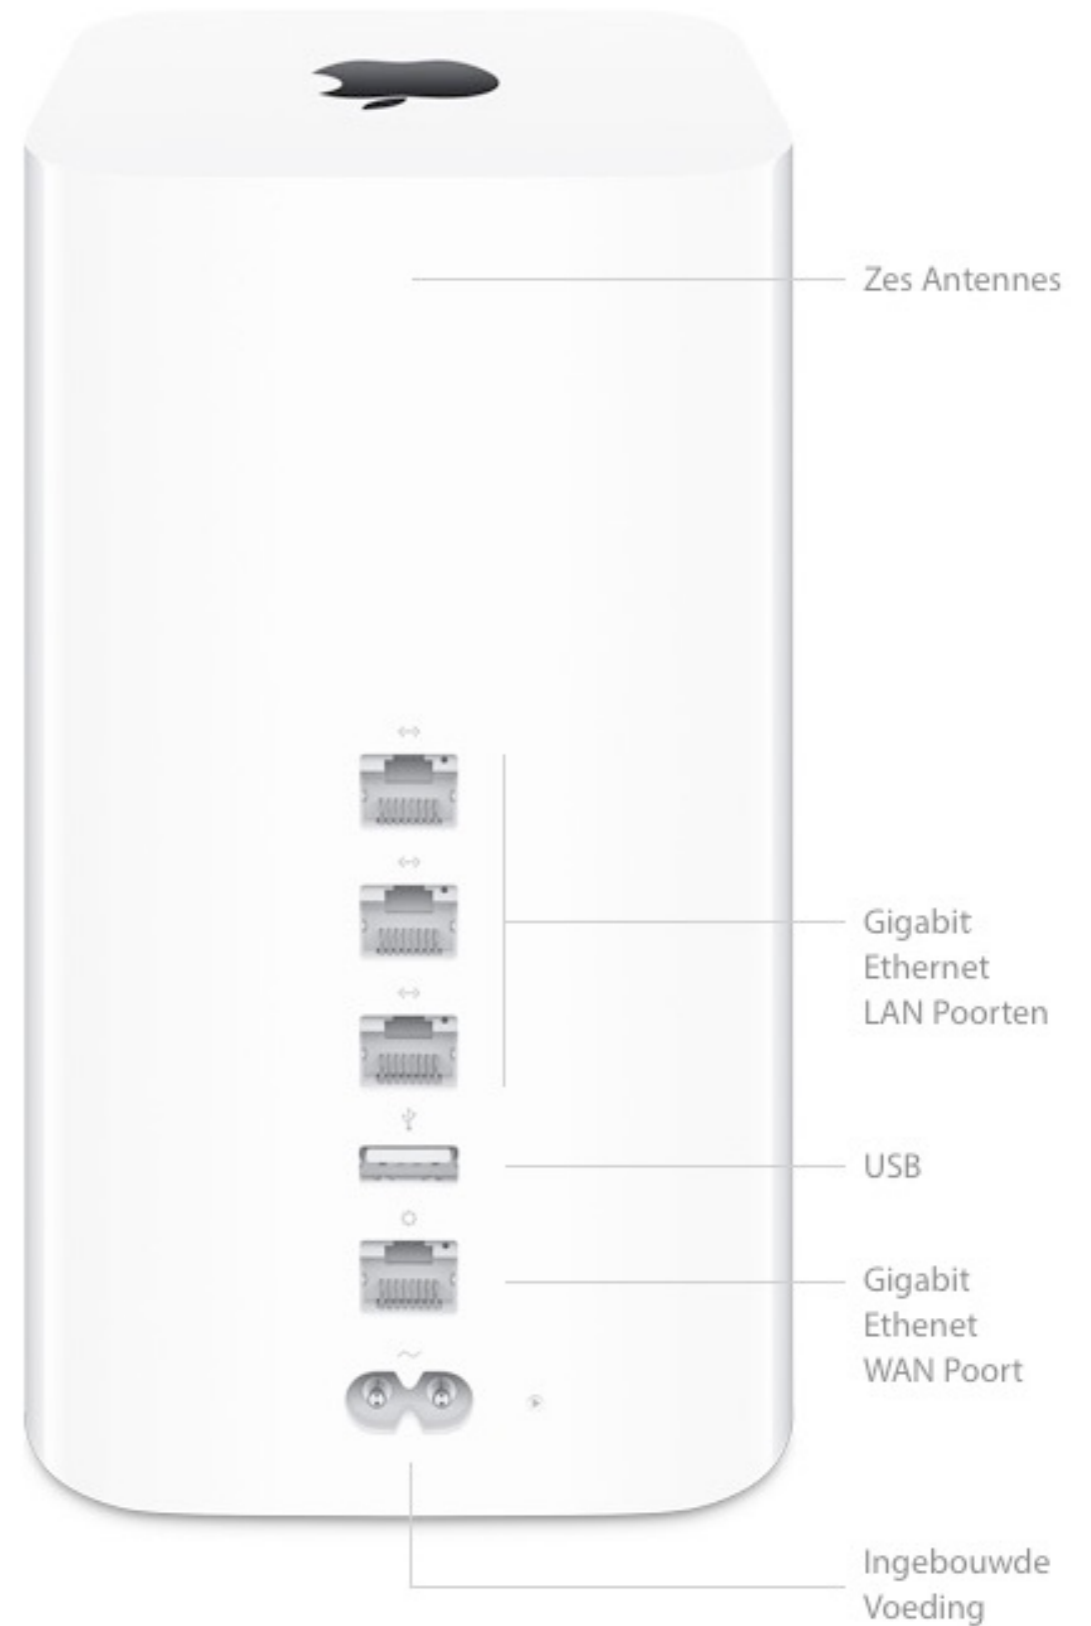 Zes Antennes
Gigabit
Ethernet
LAN Poorten
USB
Gigabit
Ethenet
WAN Poort
Ingebouwde
Voeding